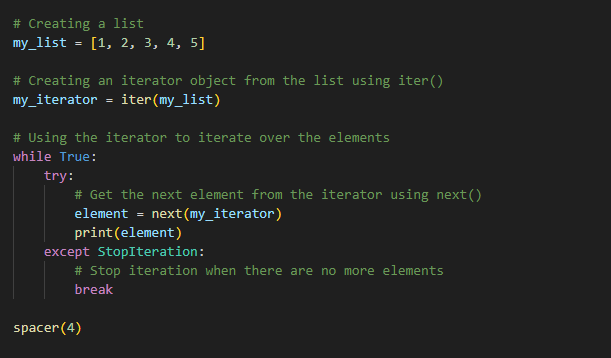 # Creating a list
my_list = [1, 2, 3, 4, 5]
# Creating an iterator object from the list using iter()
my_iterator = iter(my_list)
# Using the iterator to iterate over the elements
while True:
    try:
        # Get the next element from the iterator using next()
        element = next(my_iterator)
        print(element)
    except StopIteration:
        # Stop iteration when there are no more elements
        break
spacer(4)